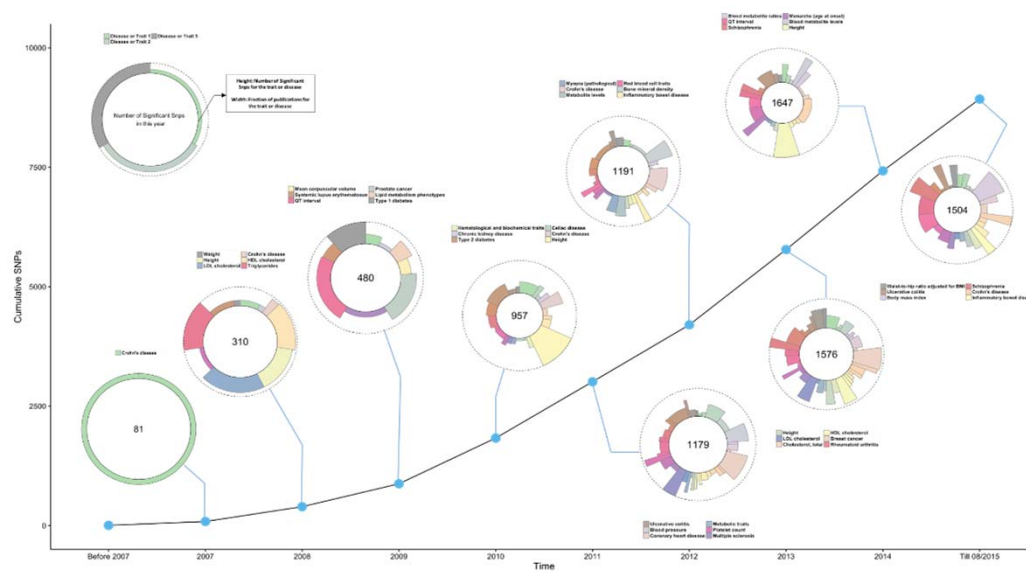 Blood metabolite ratios Menarche (age at onset)
QT interval Blood metabolite levels
Schizophrenia Height
10000
Disease or Trait 1 Disease or Trait 3
Disease or Trait 2
Height:Number of Significant
Snps for the trait or disease
Width:Fraction of publications for
the trait or disease
Number of Significant Snps
in this year
Myopia (pathological) Red blood cell traits
Crohn's disease Bone mineral density
Metabolite levels Inflammatory bowel disease
1647
7500
1191
Mean corpuscular volume Prostate cancer
Systemic lupus erythematosus Lipid metabolism phenotypes
QT interval Type 1 diabetes
1504
Hematological and biochemical traits Celiac disease
Chronic kidney disease Crohn's disease
Type 2 diabetes Height
Weight Crohn's disease
Height HDL cholesterol
LDL cholesterol Triglycerides
480
5000
Cumulative SNPs
Waist-to-hip ratio adjusted for BMI Schizophrenia
Ulcerative colitis Crohn's disease
Body mass index Inflammatory bowel dise
957
310
Crohn's disease
1576
2500
81
1179
Height HDL cholesterol
LDL cholesterol Breast cancer
Cholesterol, total Rheumatoid arthritis
Ulcerative colitis Metabolic traits
Blood pressure Platelet count
Coronary heart disease Multiple sclerosis
0
Before 2007 2007 2008 2009 2010 2011 2012 2013 2014 Till 08/2015
Time